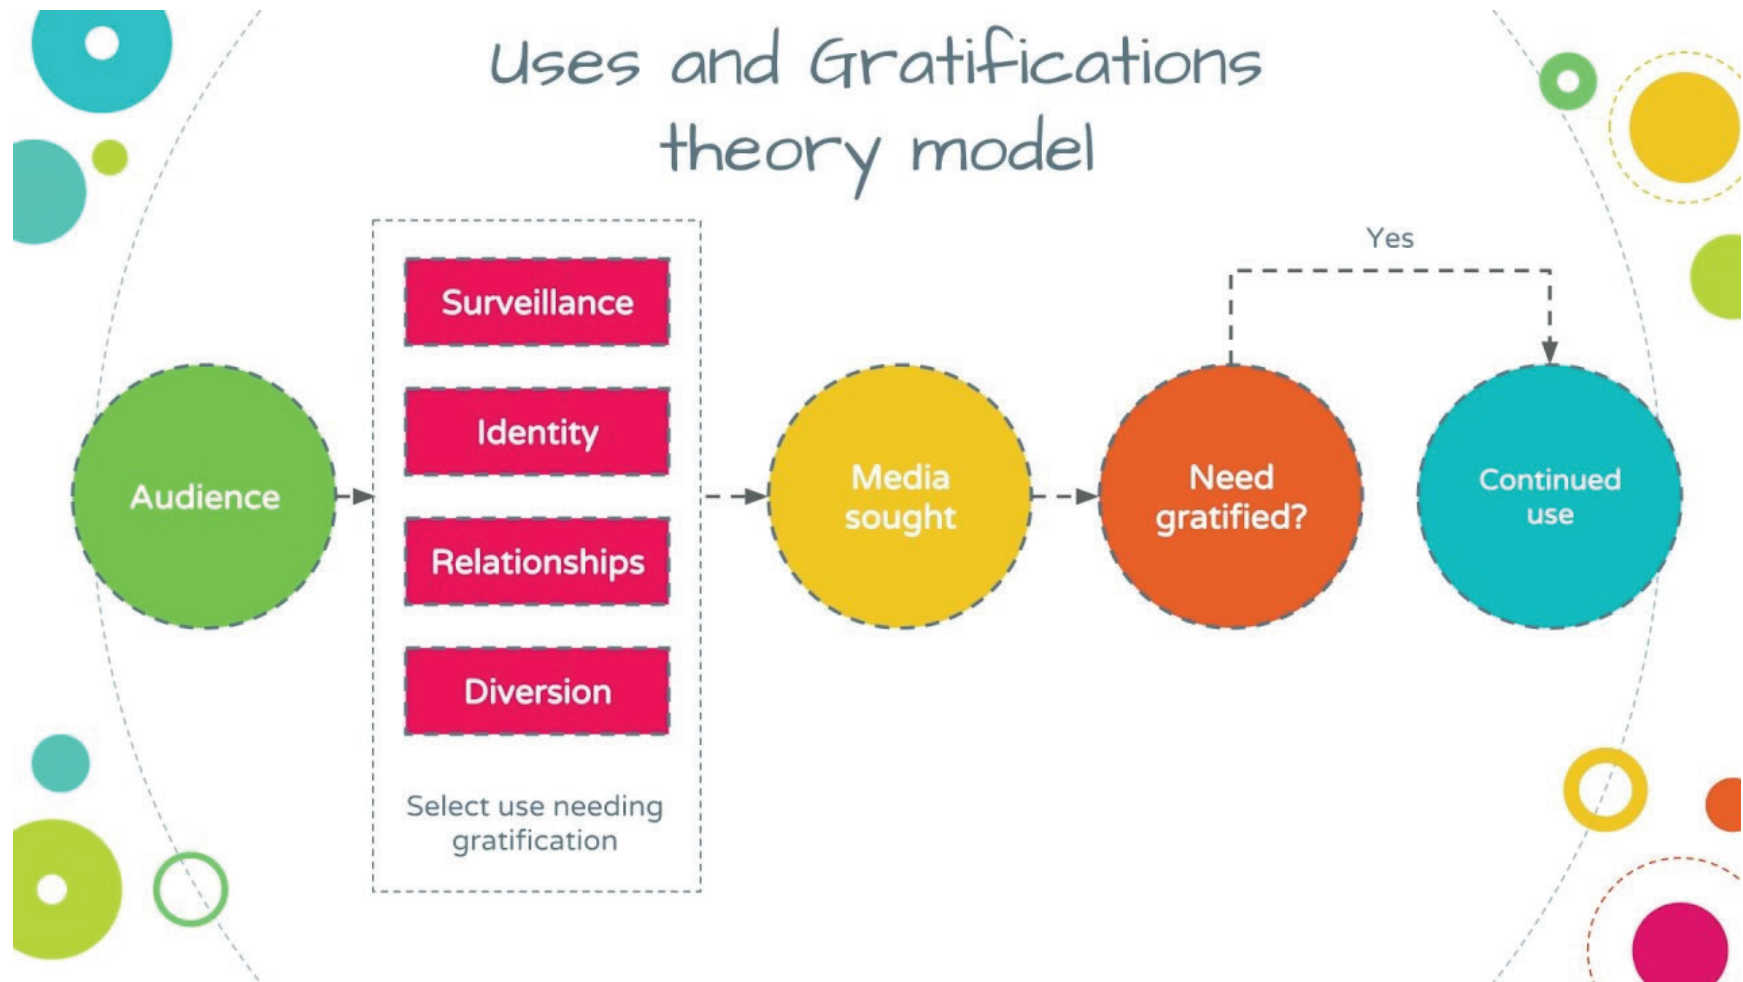 Uses and Gratifications
theory model
Audience
Surveillance
Identity
Relationships
Diversion
Select use needing
gratification
Media
sought
Need
gratified?
Yes
Continued
use